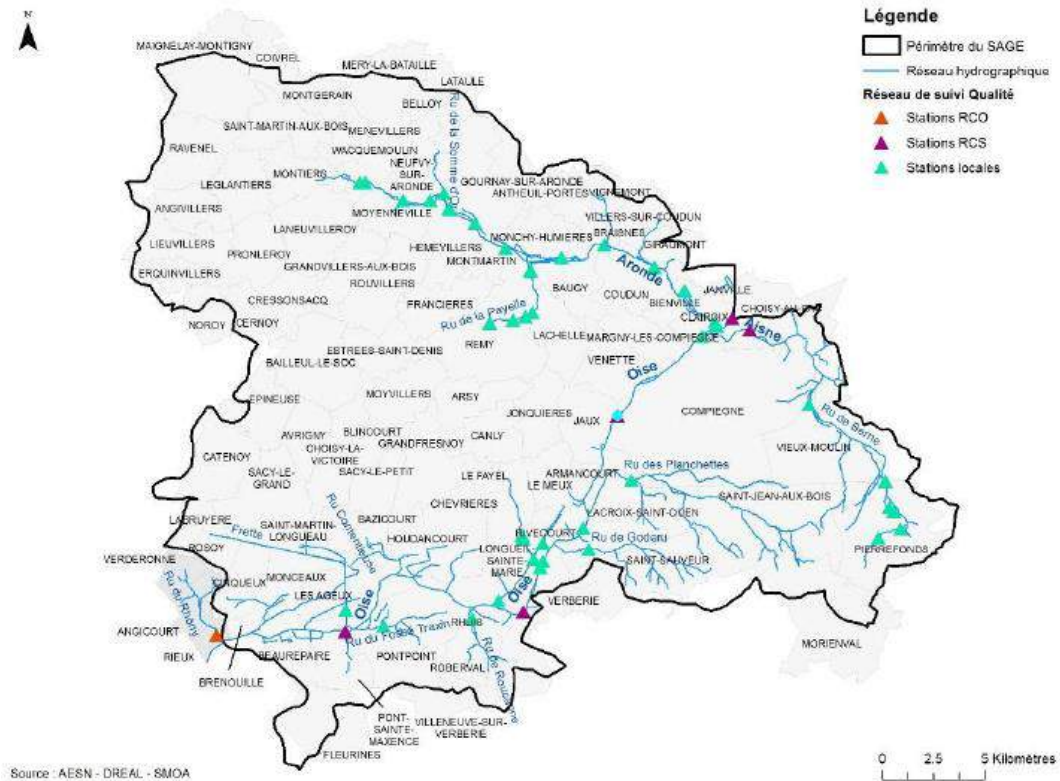 N
Légende
Périmètre du SAGE
Réseau hydrographique
Réseau de suivi Qualité
Stations RCO
Stations RCS
Stations locales
MAIGNELAY-MONTIGNY
COIVREL
MERY-LA-BATAILLE
LATAULE
MONTGERAIN
BELLOY
SAINT-MARTIN-AUX-BOIS
MENEVILLERS
RAVENEL
WACQUEMOULIN
NEUFVY-
SUR-
ARONDE
GOURNAY-SUR-ARONDE
MONTIERS
LEGLANTIERS
ANTHEUIL-PORTES
VIGNEMONT
ANGIVILLERS
MOYENNEVILLE
VILLERS-SUR-COUDUN
LANEUVILLEROY
BRAISNES
LIEUVILLERS
HEMEVILLERS
MONCHY-HUMIERES
GIRAUMONT
PRONLEROY
MONTMARTIN
Aronde
ERQUINVILLERS
GRANDVILLERS-AUX-BOIS
ROUVILLERS
BAUGY
COUDUN
BIENVILLE
JANVILLE
CRESSONSACQ
FRANCIERES
Ru de la Payelle
CLAIROIX
NOROY
CERNOY
LACHELLE
MARGNY-LES-COMPIEGNE
Aisne
ESTREES-SAINT-DENIS
REMY
VENETTE
BAILLEUL-LE-SOC
Oise
EPINEUSE
MOYVILLERS
ARSY
JONQUIERES
JAUX
COMPIEGNE
Ru de Berne
AVRIGNY
BLINCOURT
CANLY
CHOISY-LA-
VICTOIRE
GRANDFRESNOY
VIEUX-MOULIN
CATENOY
SACY-LE-
GRAND
SACY-LE-PETIT
LE FAYEL
ARMANCOURT
Ru des Planchettes
LE MEUX
SAINT-JEAN-AUX-BOIS
CHEVRIERES
LABRUYERE
SAINT-MARTIN-
LONGUEAU
BAZICOURT
LACROIX-SAINT-OUEN
Frette
RIVECOURT
Ru de Godard
HOUDANCOURT
VERDERONNE
ROSOY
LONGUEIL
SAINTE-
MARIE
PIERREFONDS
CINQUEUX
MONCEAUX
SAINT-SAUVEUR
LES AGEUX
Oise
Oise
VERBERIE
Ru du Rhôny
ANGICOURT
RHUIS
MORIENVAL
RIEUX
BEAUREPAIRE
PONTPOINT
ROBERVAL
BRENOUILLE
PONT-
SAINTE-
MAXENCE
VILLENEUVE-SUR-
VERBERIE
FLEURINES
Source : AESN - DREAL - SMOA
0 2.5 5 Kilomètres